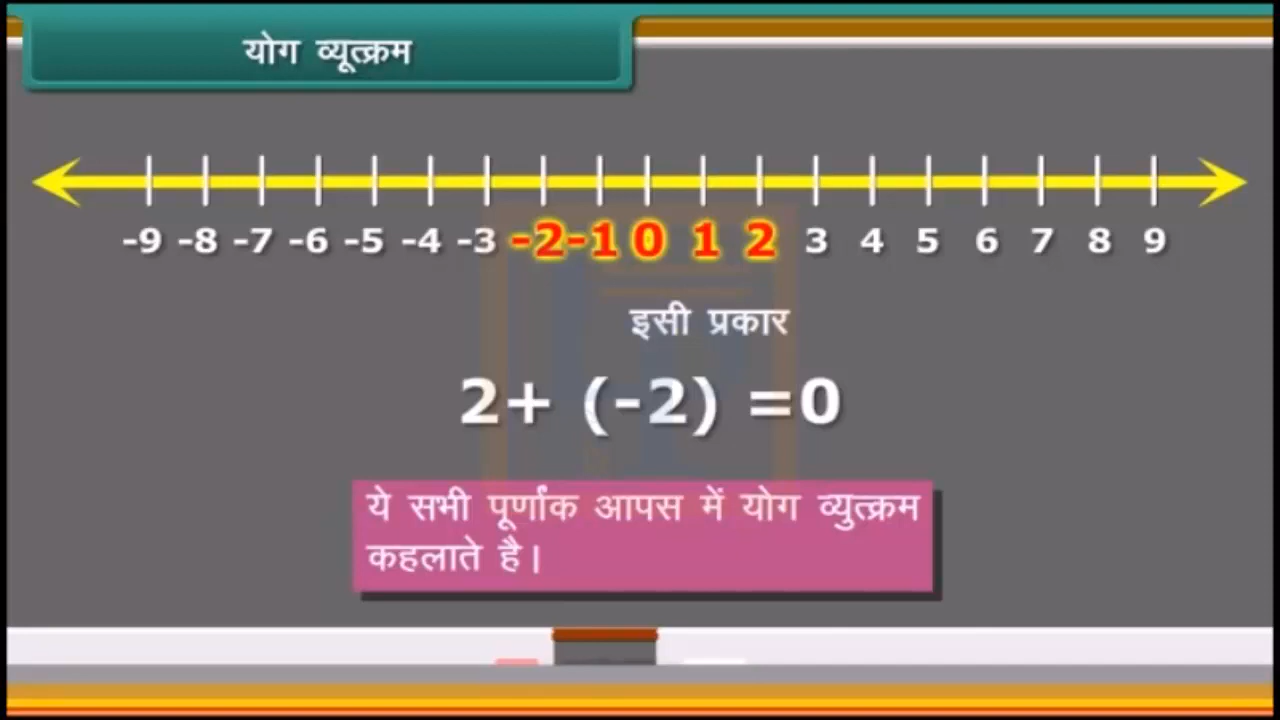 योग व्यूत्क्रम
-9 -8 -7 -6 -5 -4 -3 -2 -1 0 1 2 3 4 5 6 7 8 9
इसी प्रकार
2+ (-2) =0
ये सभी पूर्णांक आपस में योग व्युत्क्रम
कहलाते है।